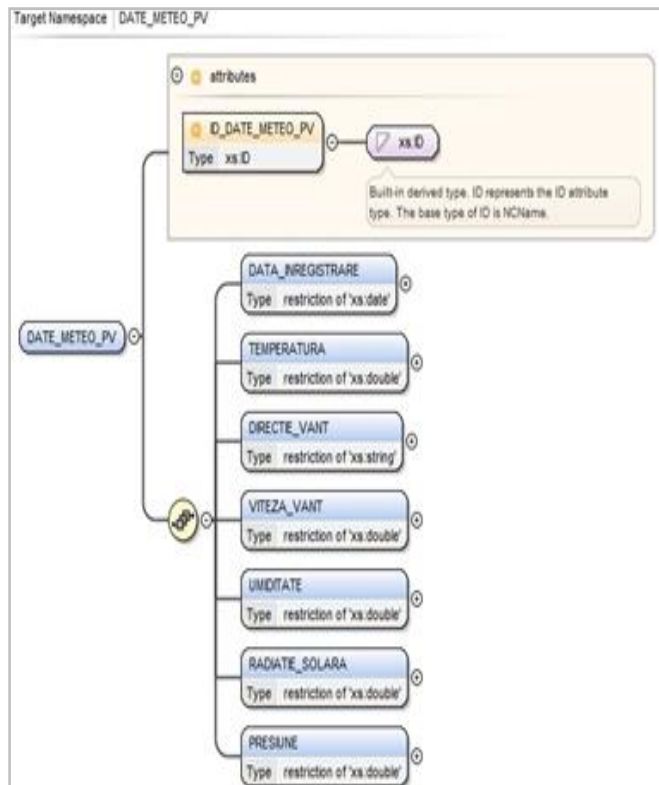 Target Namespace DATE_METEO_PV
attributes
ID_DATE_METEO_PV
Type xs:ID
xs:ID
Built-in derived type. ID represents the ID attribute
type. The base type of ID is NCName.
DATE_METEO_PV
DATA_INREGISTRARE
Type restriction of 'xs:date'
TEMPERATURA
Type restriction of 'xs:double'
DIRECTIE_VANT
Type restriction of 'xs:string'
VITEZA_VANT
Type restriction of 'xs:double'
UMIDITATE
Type restriction of 'xs:double'
RADIATIE_SOLARA
Type restriction of 'xs:double'
PRESIUNE
Type restriction of 'xs:double'